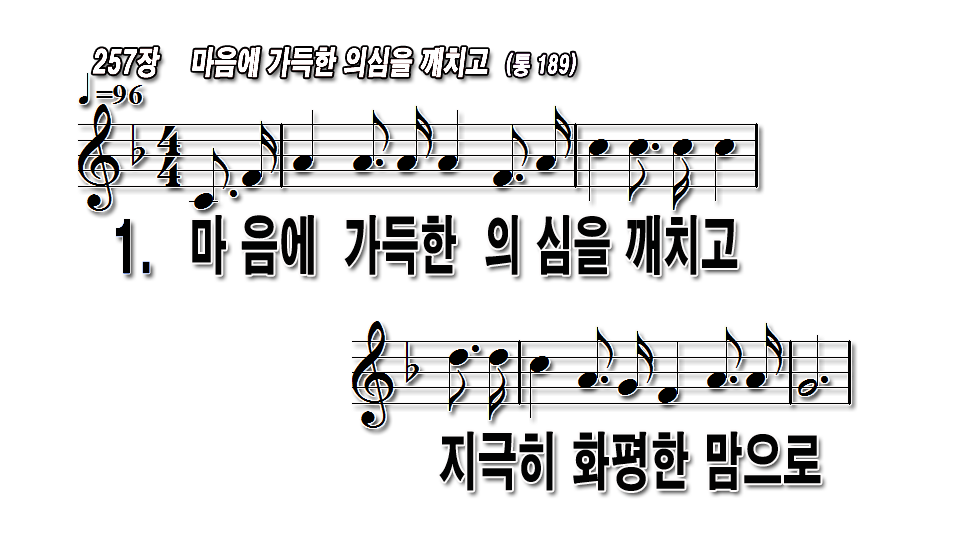 257장 마음에 가득한 의심을 깨치고 (통 189)
♩=96
1. 마 음에 가득한 의 심을 깨치고
지극히 화평한 맘으로